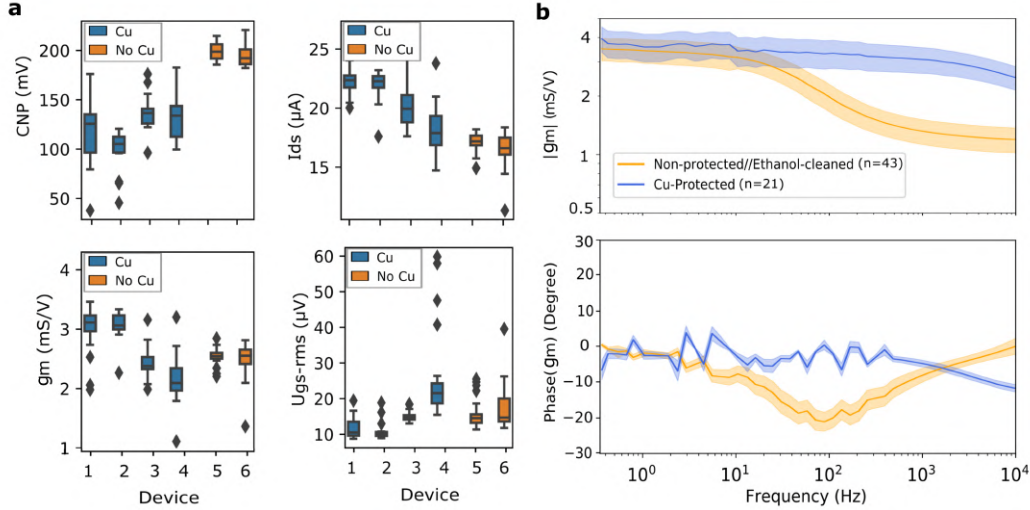 a
Cu
No Cu
CNP (mV)
200
150
100
50
Cu
No Cu
Ids (μA)
25
20
15
Cu
No Cu
gm (mS/V)
4
3
2
1
1 2 3 4 5 6
Device
Cu
No Cu
Ugs-rms (μV)
60
50
40
30
20
10
1 2 3 4 5 6
Device
b
|gm| (mS/V)
4
2
1
0.5
Non-protected//Ethanol-cleaned (n=43)
Cu-Protected (n=21)
Phase(gm) (Degree)
30
20
10
0
−10
−20
−30
10⁰ 10¹ 10² 10³ 10⁴
Frequency (Hz)